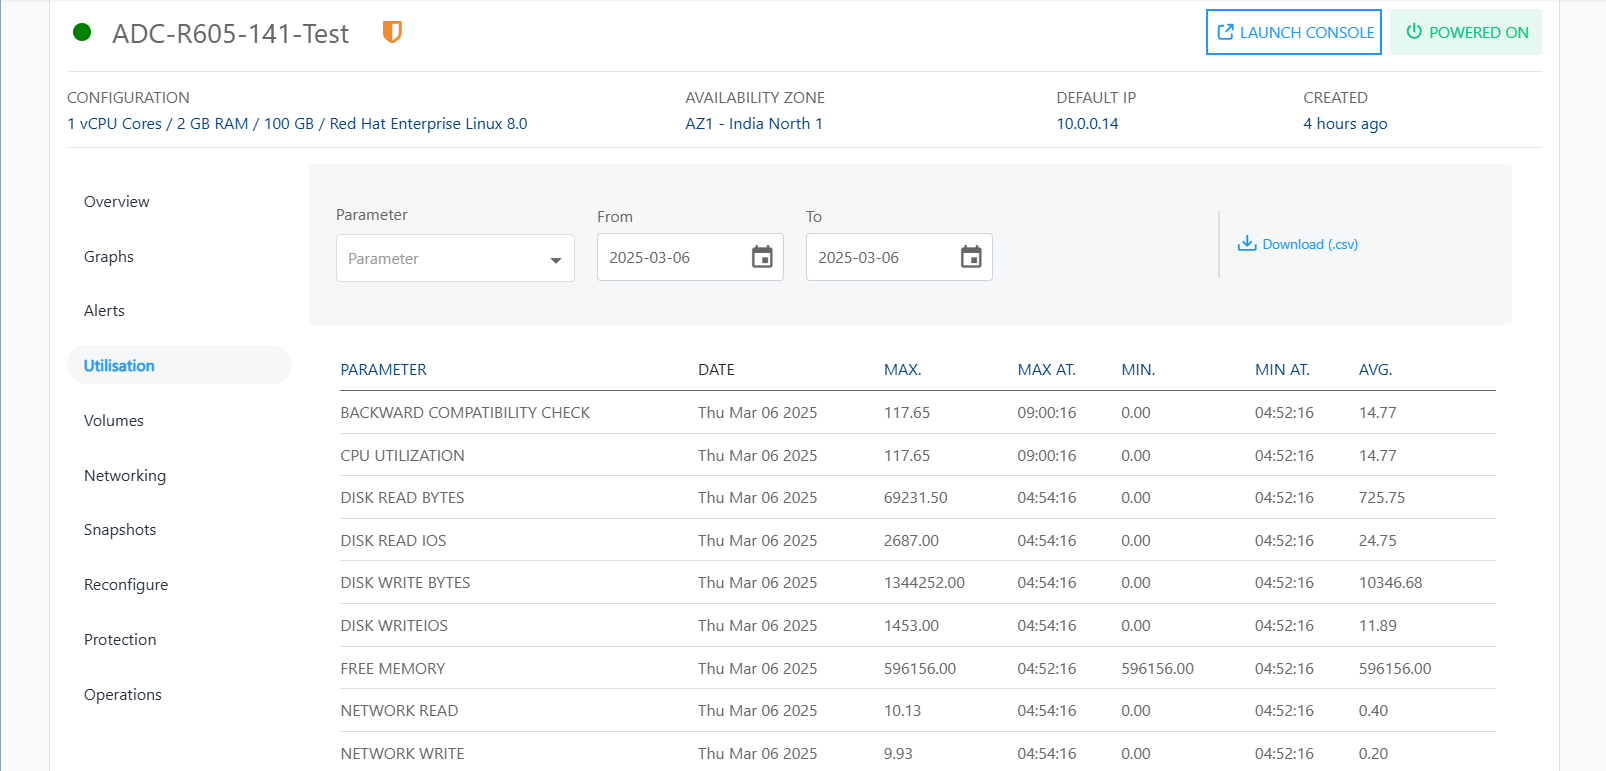 ADC-R605-141-Test
LAUNCH CONSOLE
POWERED ON
CONFIGURATION
1 vCPU Cores / 2 GB RAM / 100 GB / Red Hat Enterprise Linux 8.0
AVAILABILITY ZONE
AZ1 - India North 1
DEFAULT IP
10.0.0.14
CREATED
4 hours ago
Overview
Graphs
Alerts
Utilisation
Volumes
Networking
Snapshots
Reconfigure
Protection
Operations
Parameter
Parameter
From
2025-03-06
To
2025-03-06
Download (.csv)
PARAMETER DATE MAX. MAX AT. MIN. MIN AT. AVG.
BACKWARD COMPATIBILITY CHECK Thu Mar 06 2025 117.65 09:00:16 0.00 04:52:16 14.77
CPU UTILIZATION Thu Mar 06 2025 117.65 09:00:16 0.00 04:52:16 14.77
DISK READ BYTES Thu Mar 06 2025 69231.50 04:54:16 0.00 04:52:16 725.75
DISK READ IOS Thu Mar 06 2025 2687.00 04:54:16 0.00 04:52:16 24.75
DISK WRITE BYTES Thu Mar 06 2025 1344252.00 04:54:16 0.00 04:52:16 10346.68
DISK WRITEIOS Thu Mar 06 2025 1453.00 04:54:16 0.00 04:52:16 11.89
FREE MEMORY Thu Mar 06 2025 596156.00 04:52:16 596156.00 04:52:16 596156.00
NETWORK READ Thu Mar 06 2025 10.13 04:54:16 0.00 04:52:16 0.40
NETWORK WRITE Thu Mar 06 2025 9.93 04:54:16 0.00 04:52:16 0.20